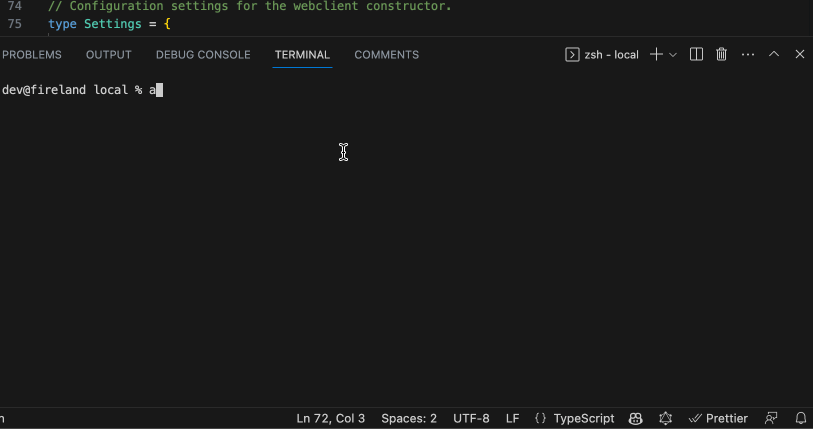 74 // Configuration settings for the webclient constructor.
75 type Settings = {
PROBLEMS OUTPUT DEBUG CONSOLE TERMINAL COMMENTS zsh - local
dev@fireland local % a
Ln 72, Col 3 Spaces: 2 UTF-8 LF {} TypeScript Prettier